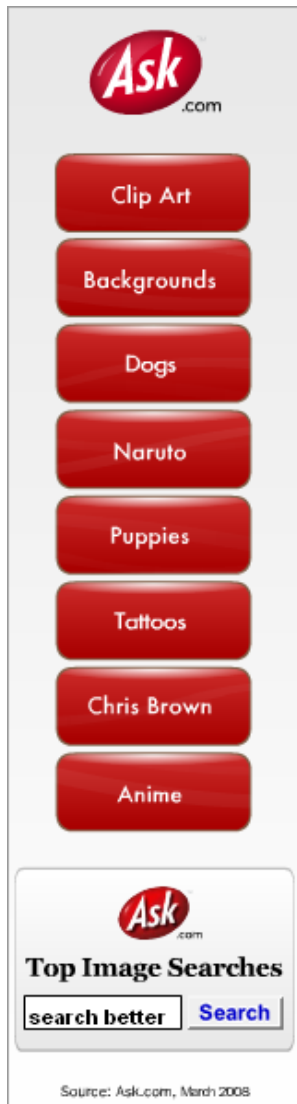 Ask
.com
Clip Art
Backgrounds
Dogs
Naruto
Puppies
Tattoos
Chris Brown
Anime
Ask
.com
Top Image Searches
search better Search
Source: Ask.com, March 2008